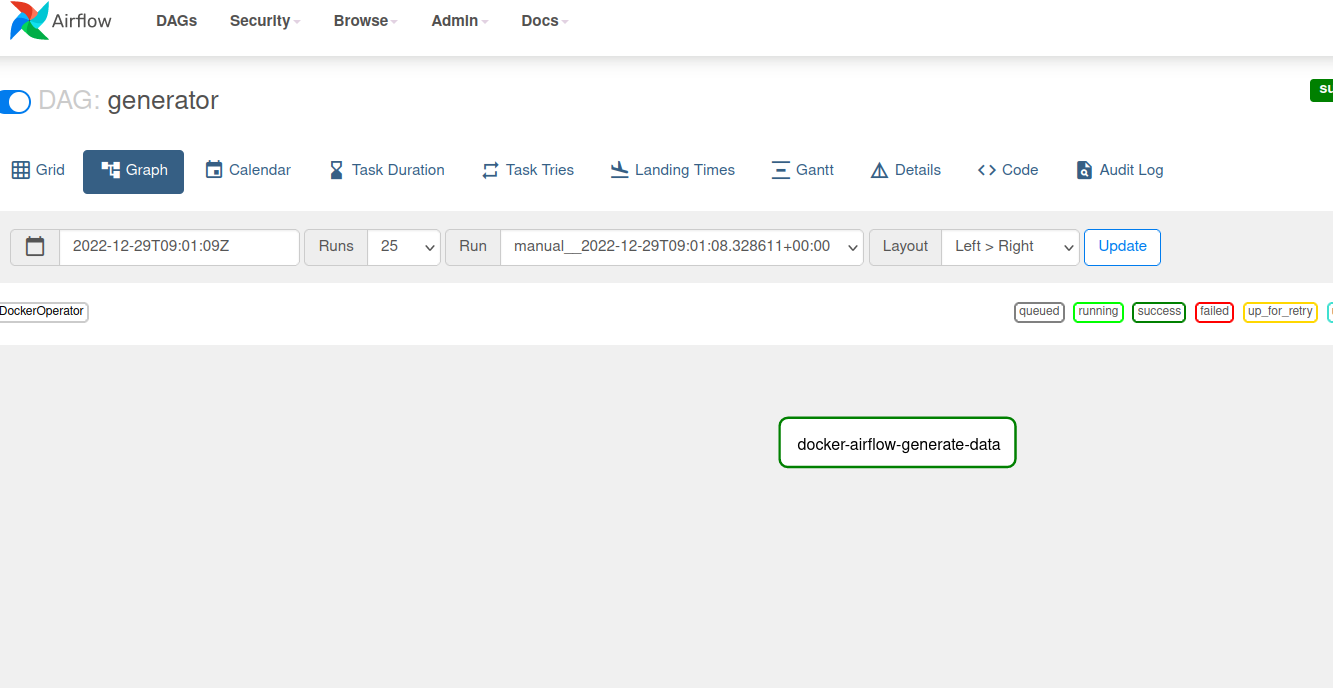 Airflow DAGs Security Browse Admin Docs
DAG: generator
Grid Graph Calendar Task Duration Task Tries Landing Times Gantt Details Code Audit Log
2022-12-29T09:01:09Z Runs 25 Run manual__2022-12-29T09:01:08.328611+00:00 Layout Left > Right Update
DockerOperator queued running success failed up_for_retry
docker-airflow-generate-data